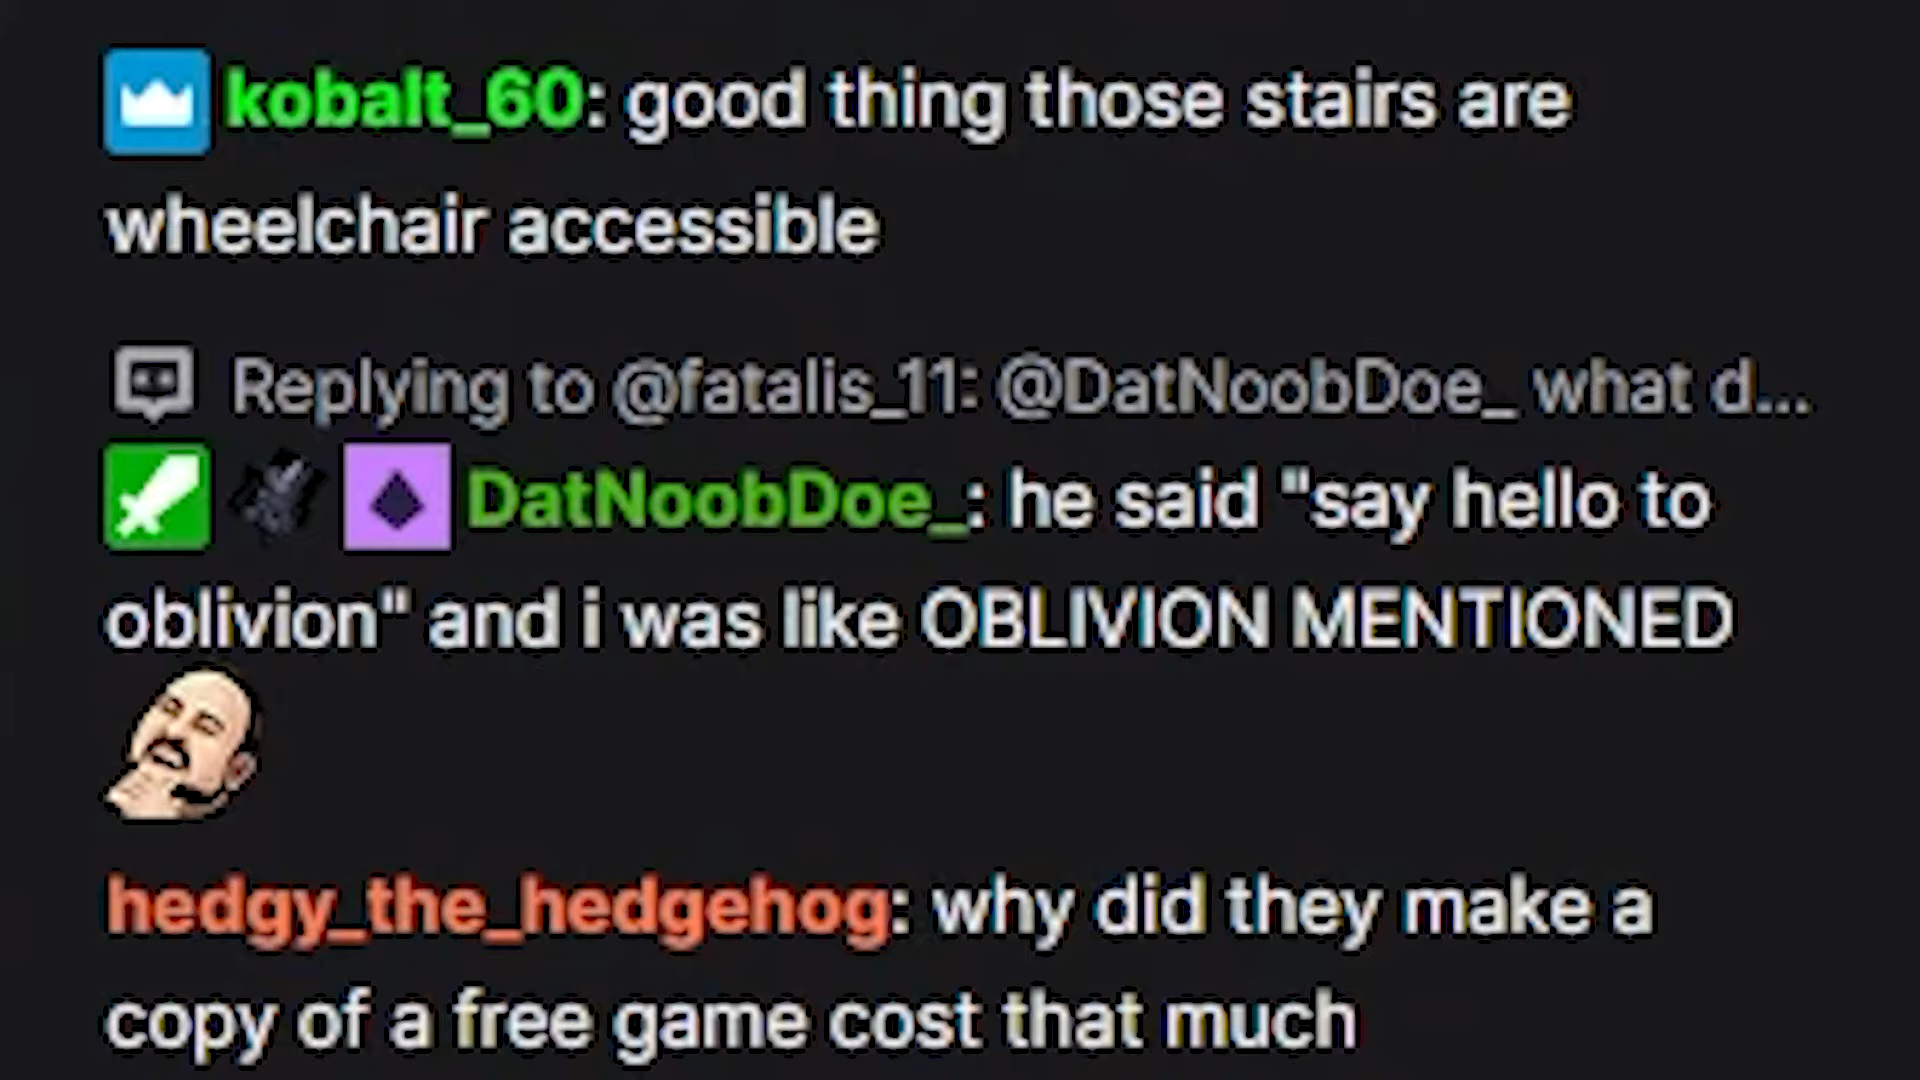 kobalt_60: good thing those stairs are
wheelchair accessible
Replying to @fatalis_11: @DatNoobDoe_ what d...
DatNoobDoe_: he said "say hello to
oblivion" and i was like OBLIVION MENTIONED
hedgy_the_hedgehog: why did they make a
copy of a free game cost that much